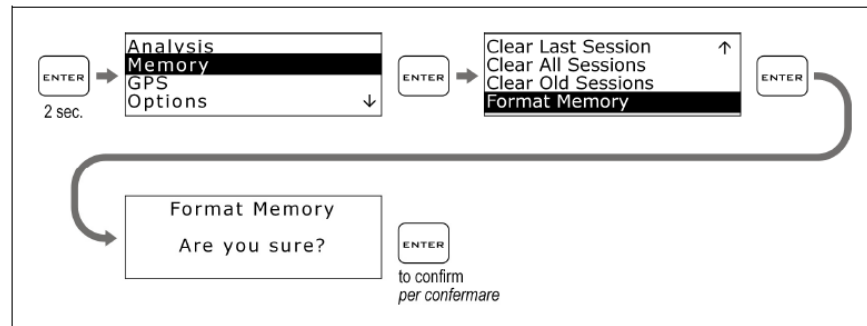 ENTER
2 sec.
Analysis
Memory
GPS
Options ↓
ENTER
Clear Last Session ↑
Clear All Sessions
Clear Old Sessions
Format Memory
ENTER
Format Memory
Are you sure?
ENTER
to confirm
per confermare